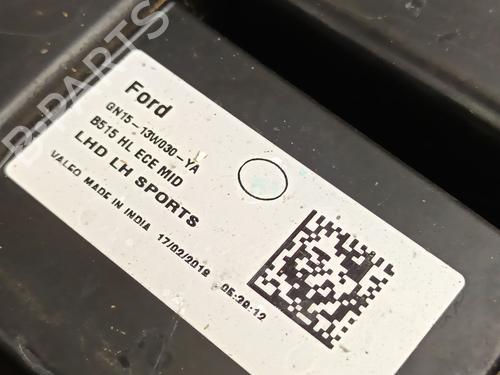 Ford
GN15-13W030-YA
B515 HL ECE MID
LHD LH SPORTS
VALEO MADE IN INDIA 17/02/2018 05:39:12
B-PARTS